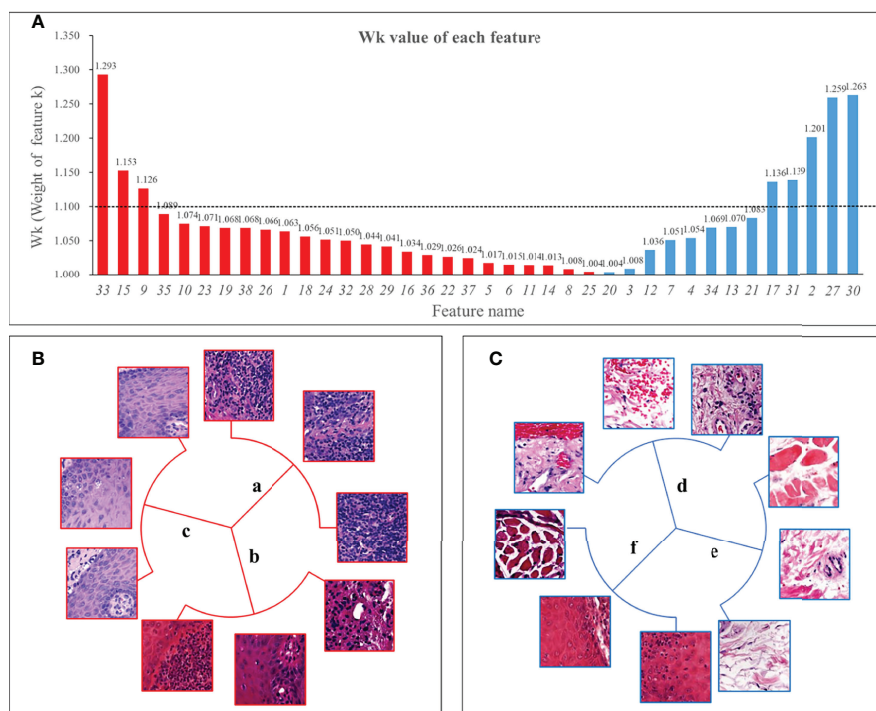 A
Wk value of each feature
Wk (Weight of feature k)
1.350
1.300
1.250
1.200
1.150
1.100
1.050
1.000
1.293 1.153 1.126 1.089 1.074 1.071 1.068 1.068 1.066 1.063 1.056 1.051 1.050 1.044 1.041 1.034 1.029 1.026 1.024 1.017 1.015 1.014 1.013 1.008 1.004 1.004 1.008 1.036 1.051 1.054 1.069 1.070 1.083 1.136 1.139 1.201 1.259 1.263
33 15 9 35 10 23 19 38 26 1 18 24 32 28 29 16 36 22 37 5 6 11 14 8 25 20 3 12 7 4 34 13 21 17 31 2 27 30
Feature name
B
a
c
b
C
d
f
e